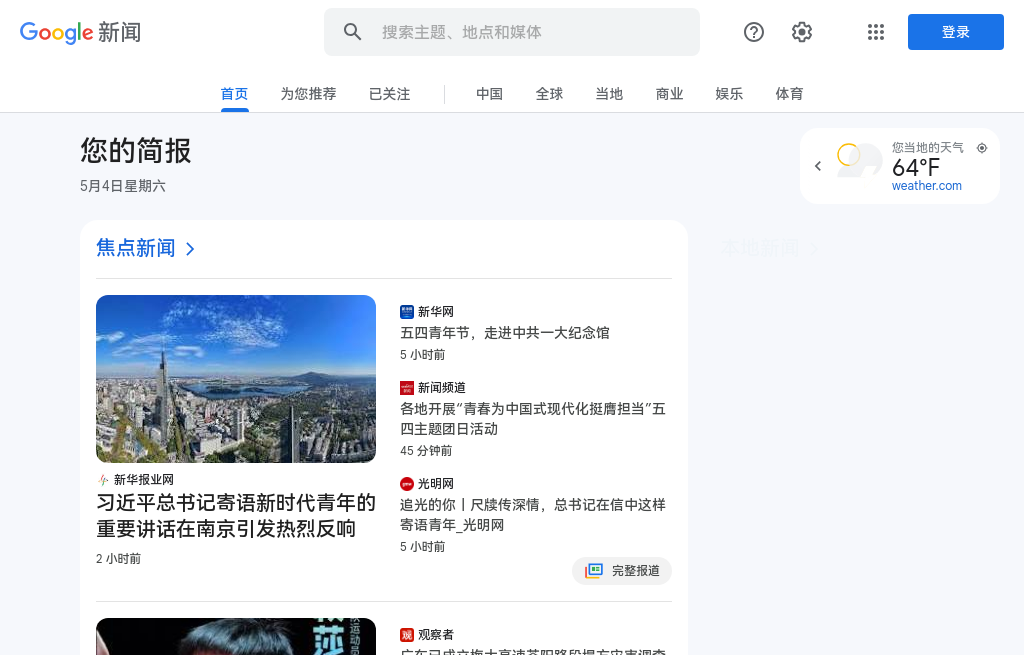 Google 新闻
搜索主题、地点和媒体
登录
首页
为您推荐
已关注
中国
全球
当地
商业
娱乐
体育
您的简报
5月4日星期六
您当地的天气
64°F
weather.com
焦点新闻
本地新闻
新华报业网
习近平总书记寄语新时代青年的
重要讲话在南京引发热烈反响
2 小时前
新华网
五四青年节，走进中共一大纪念馆
5 小时前
新闻频道
各地开展“青春为中国式现代化挺膺担当”五
四主题团日活动
45 分钟前
光明网
追光的你丨尺牍传深情，总书记在信中这样
寄语青年_光明网
5 小时前
完整报道
观察者